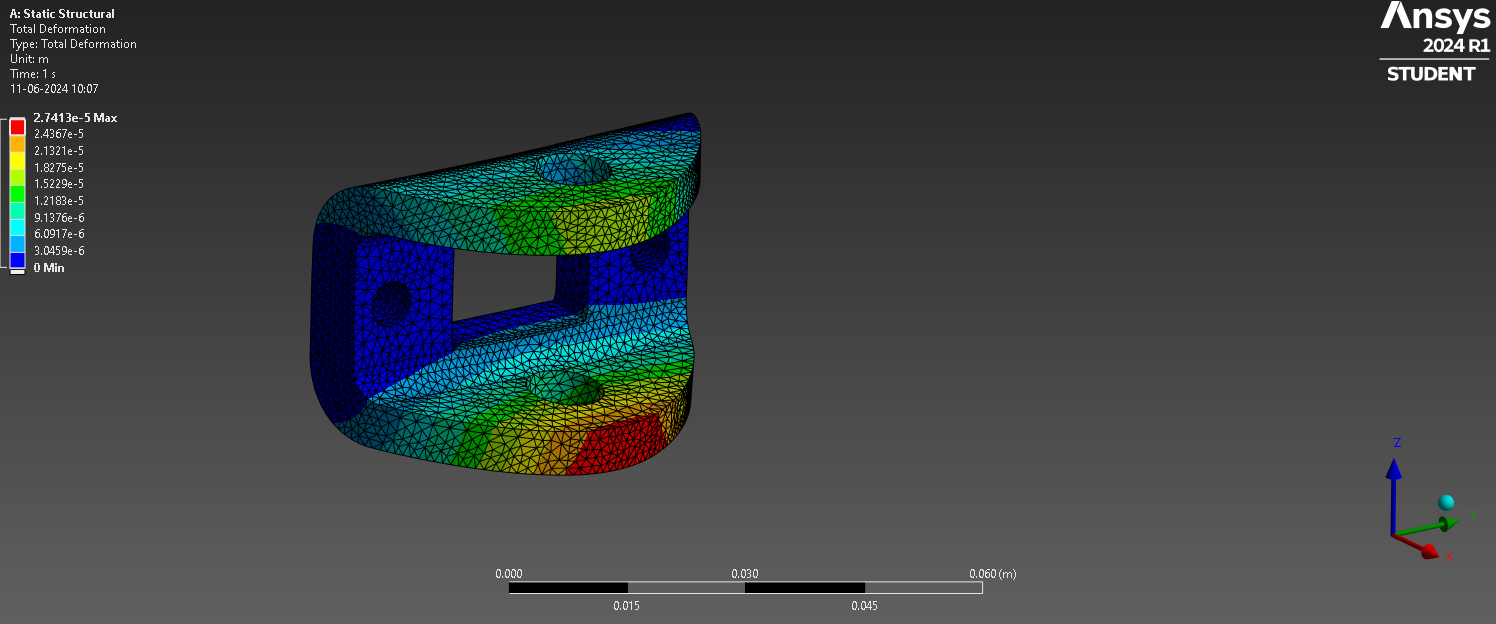 A: Static Structural
Total Deformation
Type: Total Deformation
Unit: m
Time: 1 s
11-06-2024 10:07
2.7413e-5 Max
2.4367e-5
2.1321e-5
1.8275e-5
1.5229e-5
1.2183e-5
9.1376e-6
6.0917e-6
3.0459e-6
0 Min
Ansys
2024 R1
STUDENT
Z
Y
X
0.000 0.030 0.060 (m)
0.015 0.045